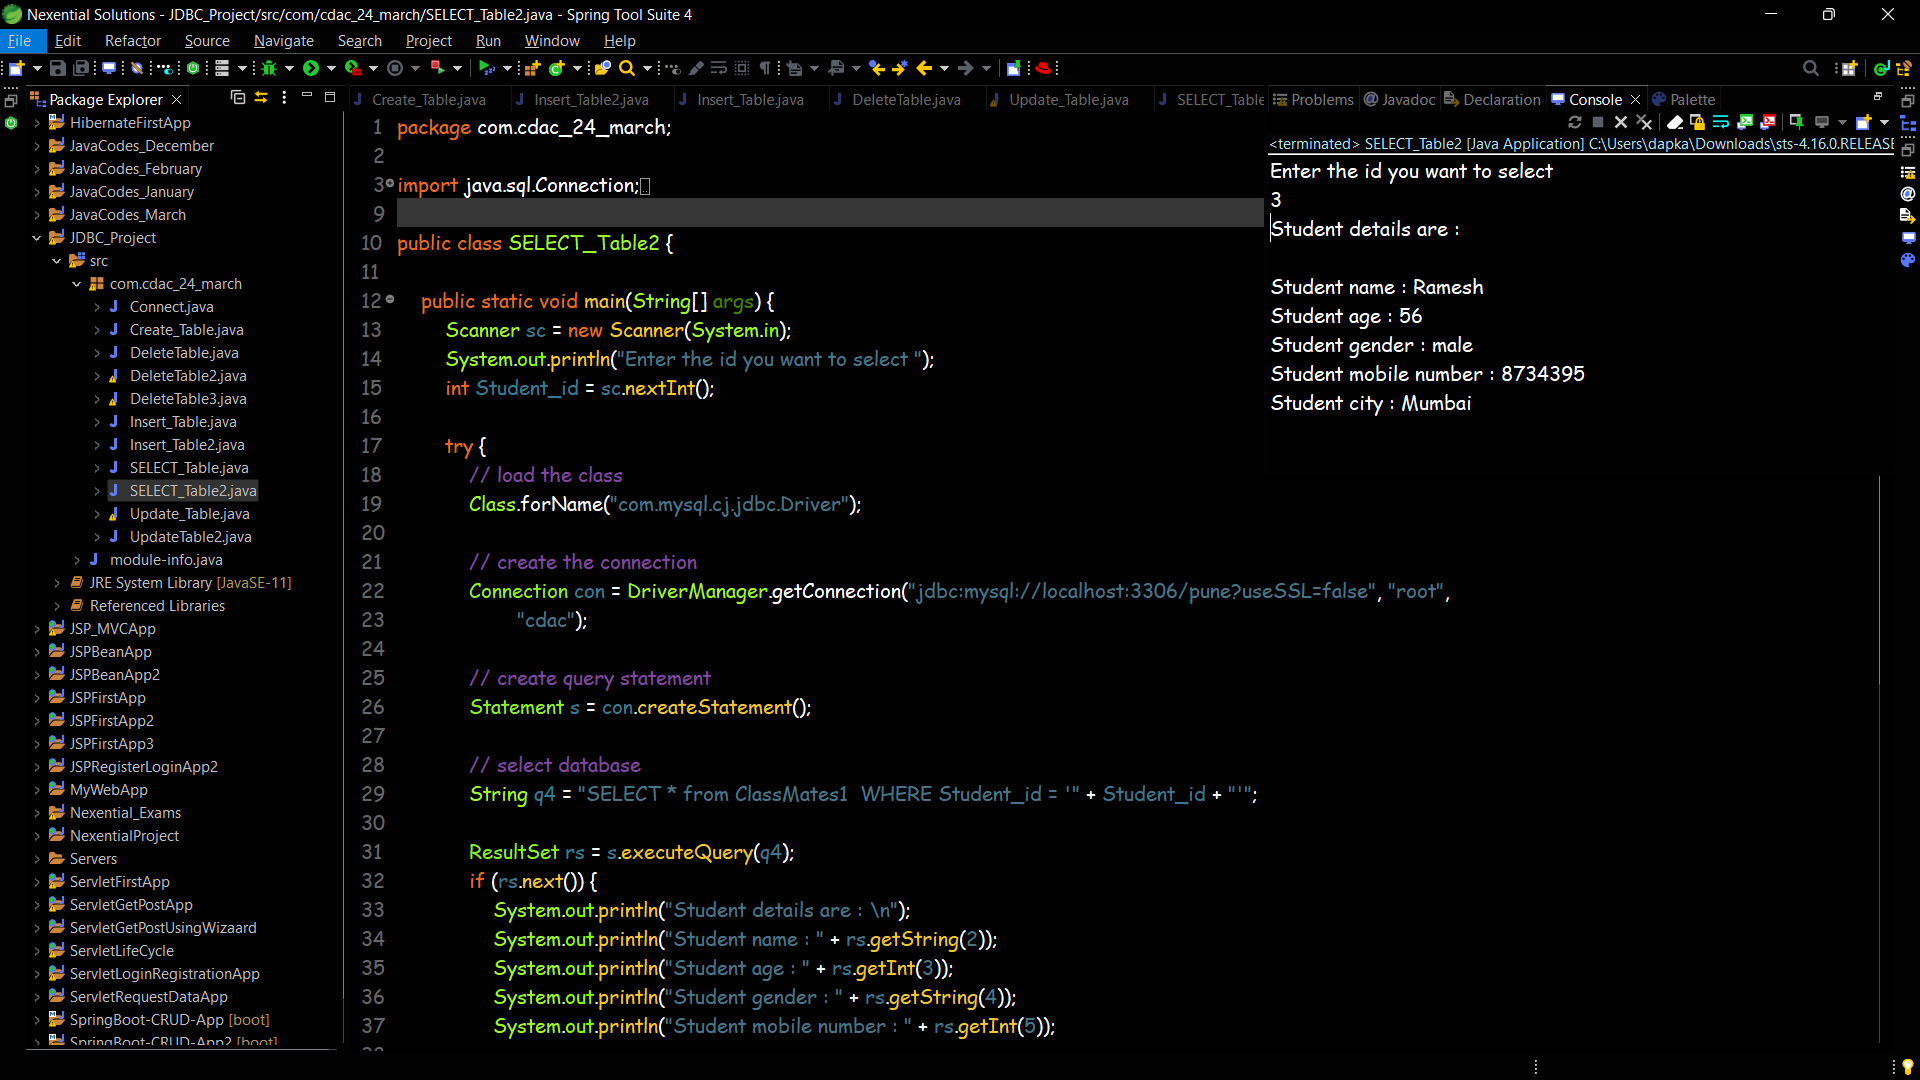 Nexential Solutions - JDBC_Project/src/com/cdac_24_march/SELECT_Table2.java - Spring Tool Suite 4
File Edit Refactor Source Navigate Search Project Run Window Help
Package Explorer
HibernateFirstApp
JavaCodes_December
JavaCodes_February
JavaCodes_January
JavaCodes_March
JDBC_Project
src
com.cdac_24_march
Connect.java
Create_Table.java
DeleteTable.java
DeleteTable2.java
DeleteTable3.java
Insert_Table.java
Insert_Table2.java
SELECT_Table.java
SELECT_Table2.java
Update_Table.java
UpdateTable2.java
module-info.java
JRE System Library [JavaSE-11]
Referenced Libraries
JSP_MVCApp
JSPBeanApp
JSPBeanApp2
JSPFirstApp
JSPFirstApp2
JSPFirstApp3
JSPRegisterLoginApp2
MyWebApp
Nexential_Exams
NexentialProject
Servers
ServletFirstApp
ServletGetPostApp
ServletGetPostUsingWizaard
ServletLifeCycle
ServletLoginRegistrationApp
ServletRequestDataApp
SpringBoot-CRUD-App [boot]
SpringBoot-CRUD-App2 [boot]
Create_Table.java Insert_Table2.java Insert_Table.java DeleteTable.java Update_Table.java SELECT_Table
1 package com.cdac_24_march;
2
3 import java.sql.Connection;
9
10 public class SELECT_Table2 {
11
12 public static void main(String[] args) {
13 Scanner sc = new Scanner(System.in);
14 System.out.println("Enter the id you want to select ");
15 int Student_id = sc.nextInt();
16
17 try {
18 // load the class
19 Class.forName("com.mysql.cj.jdbc.Driver");
20
21 // create the connection
22 Connection con = DriverManager.getConnection("jdbc:mysql://localhost:3306/pune?useSSL=false", "root",
23 "cdac");
24
25 // create query statement
26 Statement s = con.createStatement();
27
28 // select database
29 String q4 = "SELECT * from ClassMates1  WHERE Student_id = '" + Student_id + "'";
30
31 ResultSet rs = s.executeQuery(q4);
32 if (rs.next()) {
33 System.out.println("Student details are : \n");
34 System.out.println("Student name : " + rs.getString(2));
35 System.out.println("Student age : " + rs.getInt(3));
36 System.out.println("Student gender : " + rs.getString(4));
37 System.out.println("Student mobile number : " + rs.getInt(5));
Problems Javadoc Declaration Console Palette
<terminated> SELECT_Table2 [Java Application] C:\Users\dapka\Downloads\sts-4.16.0.RELEASE
Enter the id you want to select
3
Student details are :
Student name : Ramesh
Student age : 56
Student gender : male
Student mobile number : 8734395
Student city : Mumbai